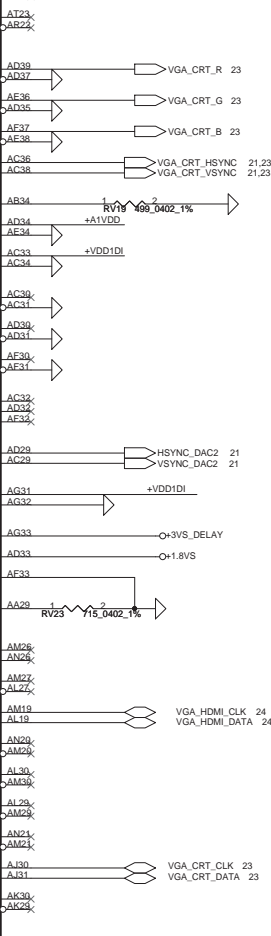 AT23
AR22
AD39 VGA_CRT_R 23
AD37
AE36 VGA_CRT_G 23
AD35
AF37 VGA_CRT_B 23
AE38
AC36 VGA_CRT_HSYNC 21,23
AC38 VGA_CRT_VSYNC 21,23
AB34 1 2
RV19 499_0402_1%
AD34 +A1VDD
AE34
AC33 +VDD1DI
AC34
AC30
AC31
AD30
AD31
AF30
AF31
AC32
AD32
AF32
AD29 HSYNC_DAC2 21
AC29 VSYNC_DAC2 21
AG31 +VDD1DI
AG32
AG33 +3VS_DELAY
AD33 +1.8VS
AF33
AA29 1 2
RV23 715_0402_1%
AM26
AN26
AM27
AL27
AM19 VGA_HDMI_CLK 24
AL19 VGA_HDMI_DATA 24
AN20
AM20
AL30
AM30
AL29
AM29
AN21
AM21
AJ30 VGA_CRT_CLK 23
AJ31 VGA_CRT_DATA 23
AK30
AK29